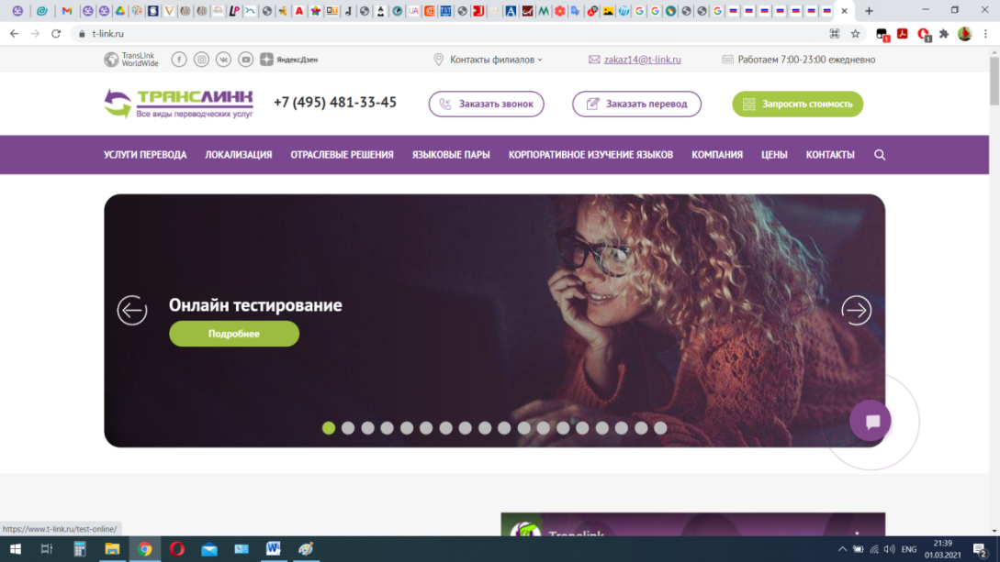 t-link.ru
TransLink
WorldWide
ЯндексДзен
Контакты филиалов
zakaz14@t-link.ru
Работаем 7:00-23:00 ежедневно
ТРАНСЛИНК
Все виды переводческих услуг
+7 (495) 481-33-45
Заказать звонок
Заказать перевод
Запросить стоимость
УСЛУГИ ПЕРЕВОДА ЛОКАЛИЗАЦИЯ ОТРАСЛЕВЫЕ РЕШЕНИЯ ЯЗЫКОВЫЕ ПАРЫ КОРПОРАТИВНОЕ ИЗУЧЕНИЕ ЯЗЫКОВ КОМПАНИЯ ЦЕНЫ КОНТАКТЫ
Онлайн тестирование
Подробнее
https://www.t-link.ru/test-online/
Translink
ENG
21:39
01.03.2021